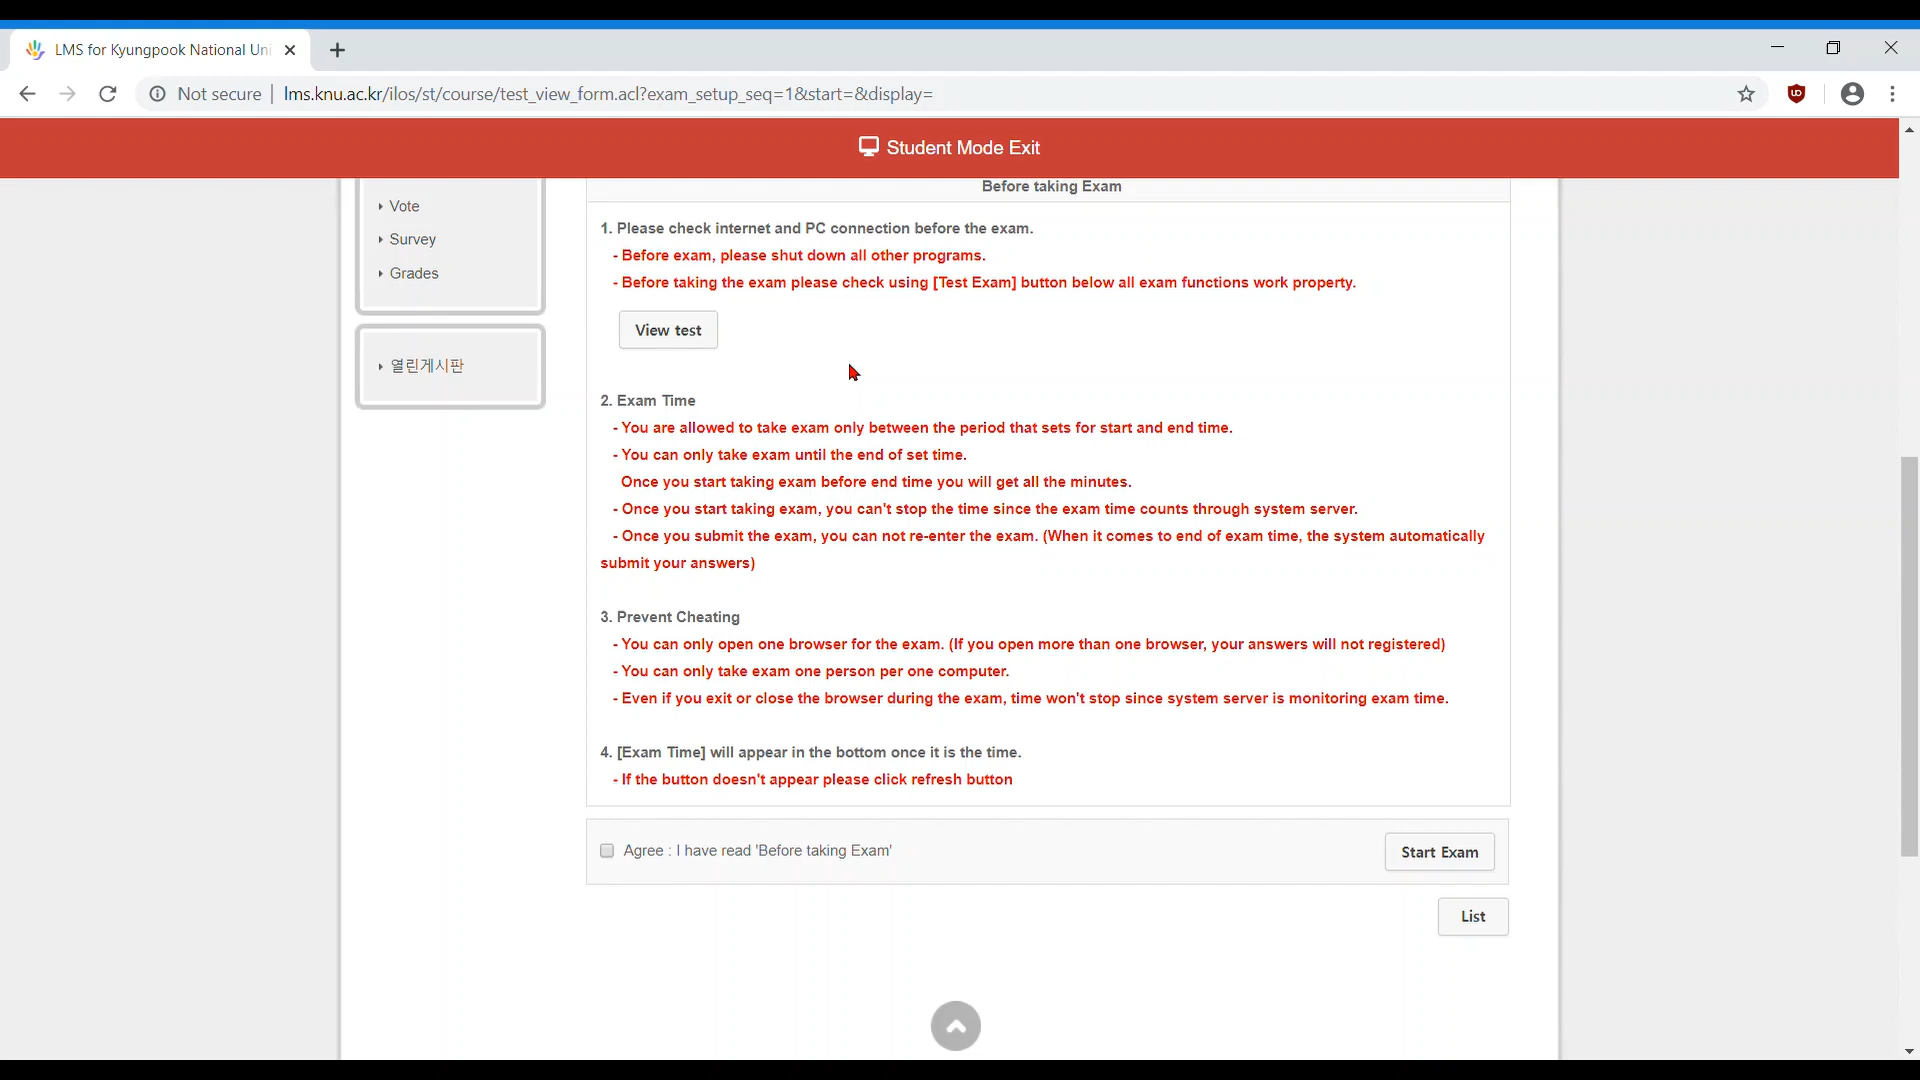 LMS for Kyungpook National Uni
Not secure | lms.knu.ac.kr/ilos/st/course/test_view_form.acl?exam_setup_seq=1&start=&display=
Student Mode Exit
Vote
Survey
Grades
열린게시판
Before taking Exam
1. Please check internet and PC connection before the exam.
- Before exam, please shut down all other programs.
- Before taking the exam please check using [Test Exam] button below all exam functions work property.
View test
2. Exam Time
- You are allowed to take exam only between the period that sets for start and end time.
- You can only take exam until the end of set time.
Once you start taking exam before end time you will get all the minutes.
- Once you start taking exam, you can't stop the time since the exam time counts through system server.
- Once you submit the exam, you can not re-enter the exam. (When it comes to end of exam time, the system automatically
submit your answers)
3. Prevent Cheating
- You can only open one browser for the exam. (If you open more than one browser, your answers will not registered)
- You can only take exam one person per one computer.
- Even if you exit or close the browser during the exam, time won't stop since system server is monitoring exam time.
4. [Exam Time] will appear in the bottom once it is the time.
- If the button doesn't appear please click refresh button
Agree : I have read 'Before taking Exam'
Start Exam
List